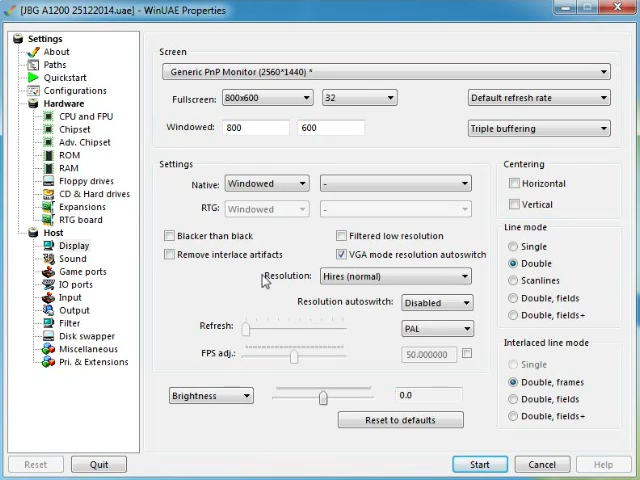 [JBG A1200 25122014.uae] - WinUAE Properties
Settings
About
Paths
Quickstart
Configurations
Hardware
CPU and FPU
Chipset
Adv. Chipset
ROM
RAM
Floppy drives
CD & Hard drives
Expansions
RTG board
Host
Display
Sound
Game ports
IO ports
Input
Output
Filter
Disk swapper
Miscellaneous
Pri. & Extensions
Reset
Quit
Screen
Generic PnP Monitor (2560*1440) *
Fullscreen: 800x600 32 Default refresh rate
Windowed: 800 600 Triple buffering
Settings
Native: Windowed -
RTG: Windowed -
Blacker than black Filtered low resolution
Remove interlace artifacts VGA mode resolution autoswitch
Resolution: Hires (normal)
Resolution autoswitch: Disabled
Refresh: PAL
FPS adj.: 50.000000
Brightness 0.0
Reset to defaults
Centering
Horizontal
Vertical
Line mode
Single
Double
Scanlines
Double, fields
Double, fields+
Interlaced line mode
Single
Double, frames
Double, fields
Double, fields+
Start Cancel Help